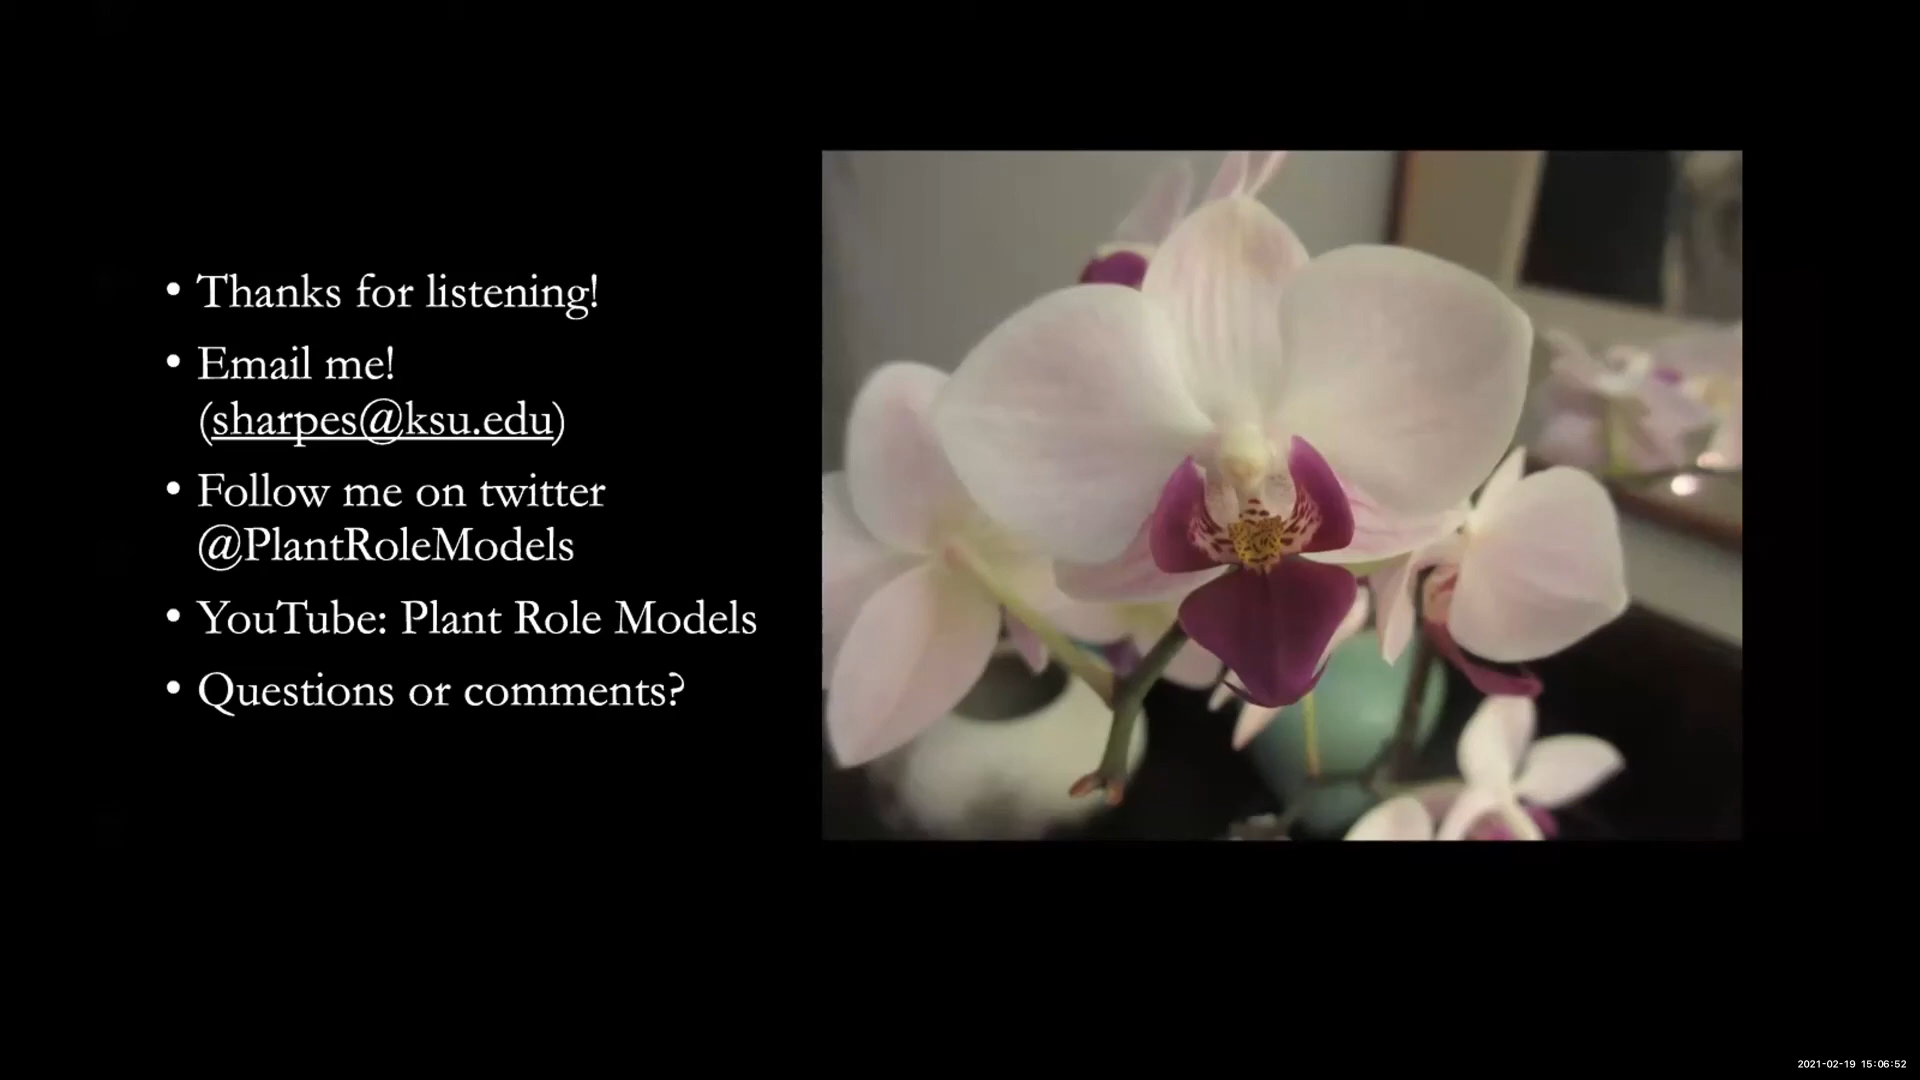 • Thanks for listening!
• Email me!
(sharpes@ksu.edu)
• Follow me on twitter
@PlantRoleModels
• YouTube: Plant Role Models
• Questions or comments?
2021-02-19 15:06:52